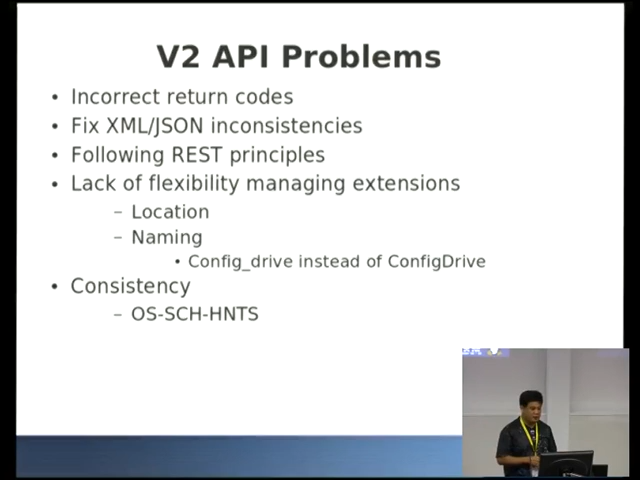 V2 API Problems
• Incorrect return codes
• Fix XML/JSON inconsistencies
• Following REST principles
• Lack of flexibility managing extensions
– Location
– Naming
• Config_drive instead of ConfigDrive
• Consistency
– OS-SCH-HNTS